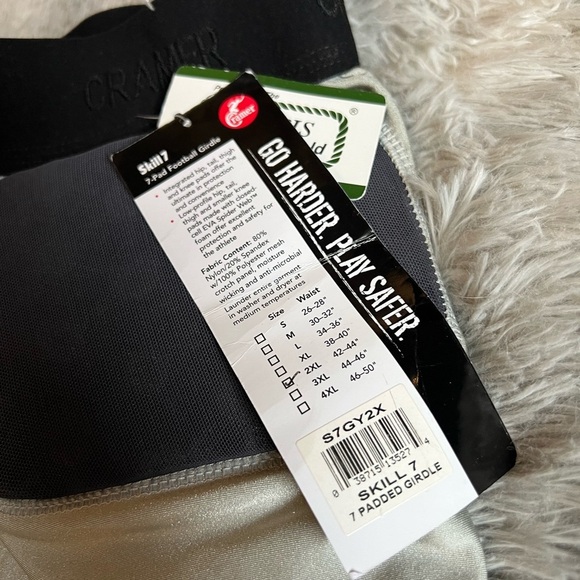 CRAMER
The
Cramer
GO HARDER. PLAY SAFER.
Skill 7
7-Pad Football Girdle
• Integrated hip, tail, thigh
and knee pads offer the
ultimate in protection
and convenience
• Low-profile hip, tail,
thigh and smaller knee
pads made with closed-
cell EVA Spider Web™
foam offer excellent
protection and safety for
the athlete
Fabric Content: 80%
Nylon/20% Spandex
w/100% Polyester mesh
crotch panel, moisture
wicking and anti-microbial
Launder entire garment
in washer and dryer at
medium temperatures
Size Waist
S 26-28"
M 30-32"
L 34-36"
XL 38-40"
2XL 42-44"
3XL 44-46"
4XL 46-50"
S7GY2X
0 38715 13527 4
SKILL 7
7 PADDED GIRDLE